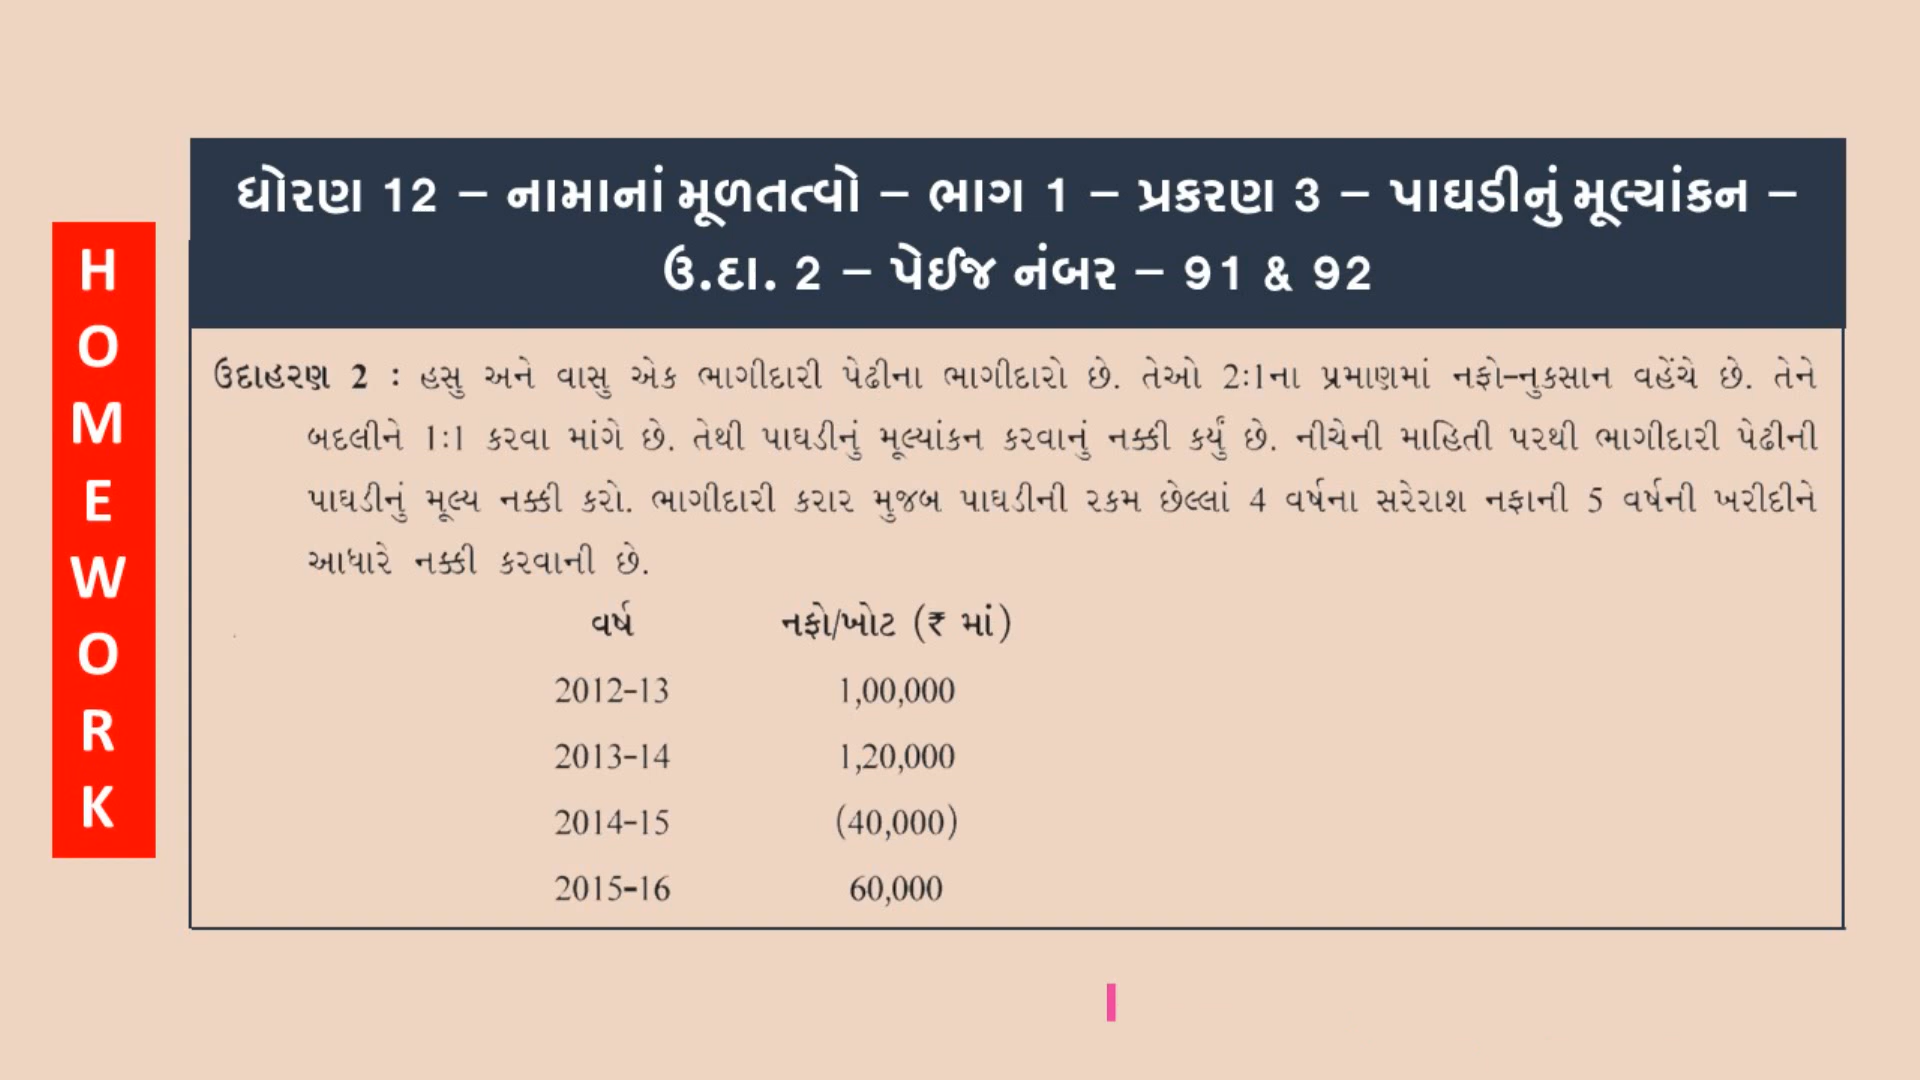 HOMEWORK
ધોરણ 12 – નામાનાં મૂળતત્વો – ભાગ 1 – પ્રકરણ 3 – પાઘડીનું મૂલ્યાંકન –
ઉ.દા. 2 – પેઈજ નંબર – 91 & 92
ઉદાહરણ 2 : હસુ અને વાસુ એક ભાગીદારી પેઢીના ભાગીદારો છે. તેઓ 2:1ના પ્રમાણમાં નફો–નુકસાન વહેંચે છે. તેને
બદલીને 1:1 કરવા માંગે છે. તેથી પાઘડીનું મૂલ્યાંકન કરવાનું નક્કી કર્યું છે. નીચેની માહિતી પરથી ભાગીદારી પેઢીની
પાઘડીનું મૂલ્ય નક્કી કરો. ભાગીદારી કરાર મુજબ પાઘડીની રકમ છેલ્લાં 4 વર્ષના સરેરાશ નફાની 5 વર્ષની ખરીદીને
આધારે નક્કી કરવાની છે.
વર્ષ નફો/ખોટ (₹ માં)
2012–13 1,00,000
2013–14 1,20,000
2014–15 (40,000)
2015–16 60,000